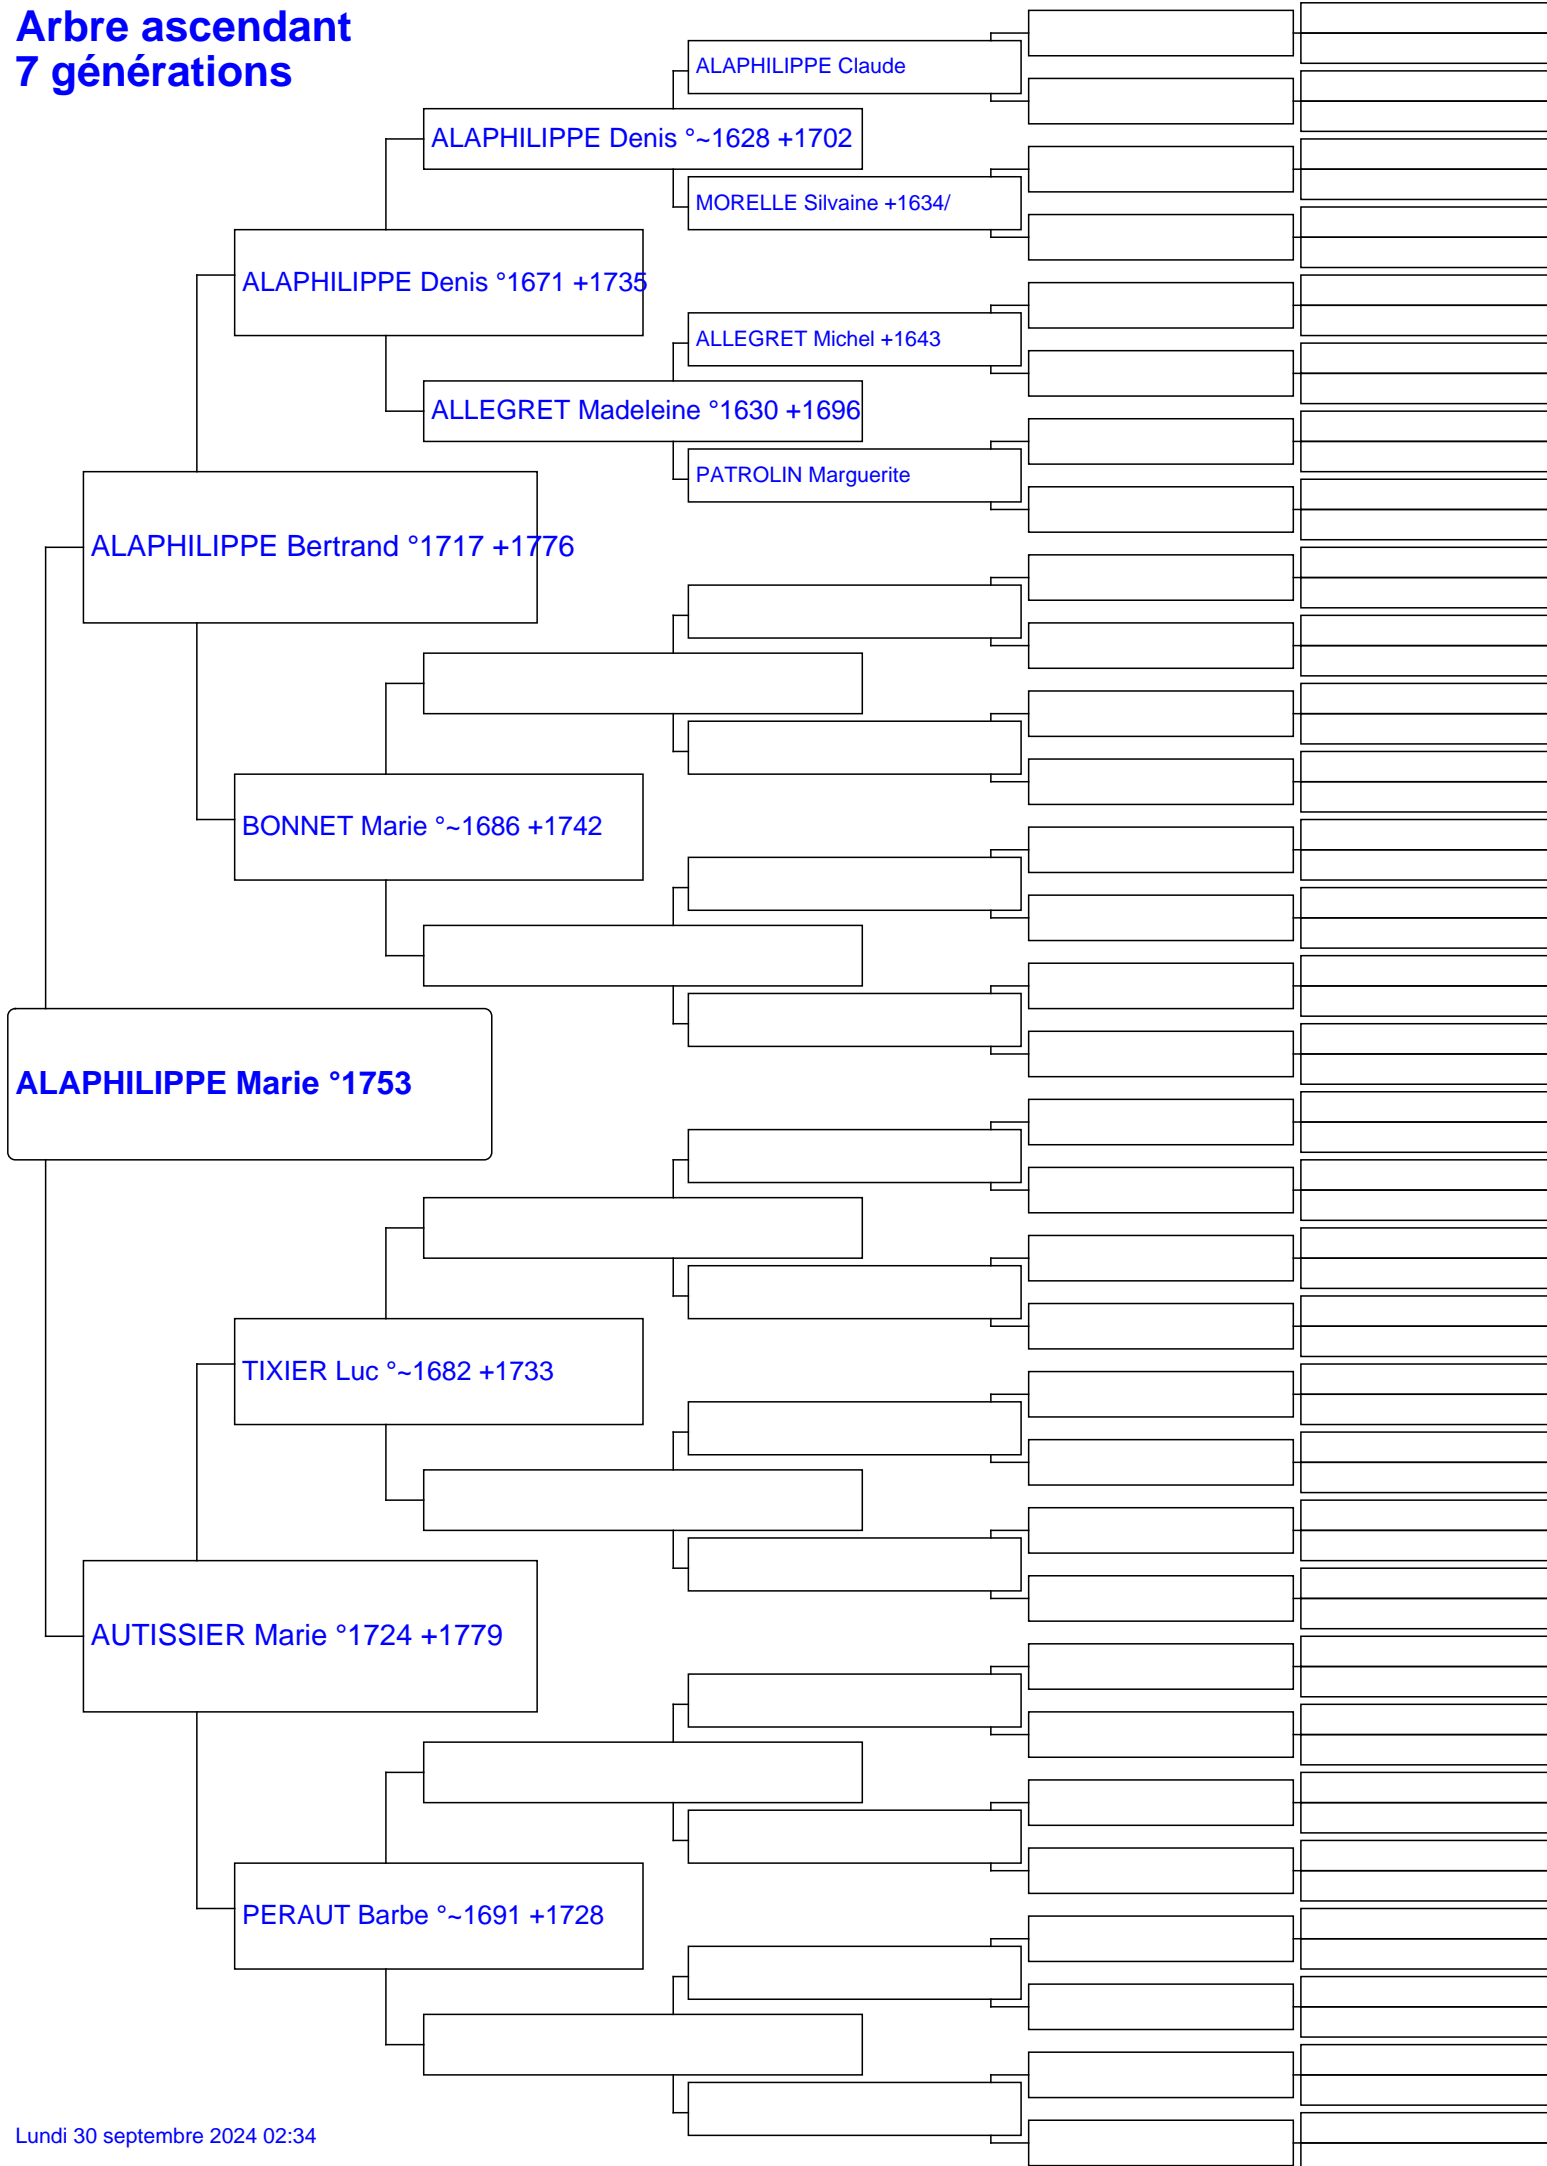 Arbre ascendant
7 générations
ALAPHILIPPE Claude
ALAPHILIPPE Denis °~1628 +1702
MORELLE Silvaine +1634/
ALAPHILIPPE Denis °1671 +1735
ALLEGRET Michel +1643
ALLEGRET Madeleine °1630 +1696
PATROLIN Marguerite
ALAPHILIPPE Bertrand °1717 +1776
BONNET Marie °~1686 +1742
ALAPHILIPPE Marie °1753
TIXIER Luc °~1682 +1733
AUTISSIER Marie °1724 +1779
PERAUT Barbe °~1691 +1728
Lundi 30 septembre 2024 02:34